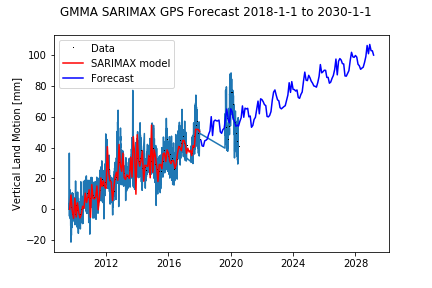 GMMA SARIMAX GPS Forecast 2018-1-1 to 2030-1-1
Data
SARIMAX model
Forecast
Vertical Land Motion [mm]
100
80
60
40
20
0
−20
2012 2016 2020 2024 2028